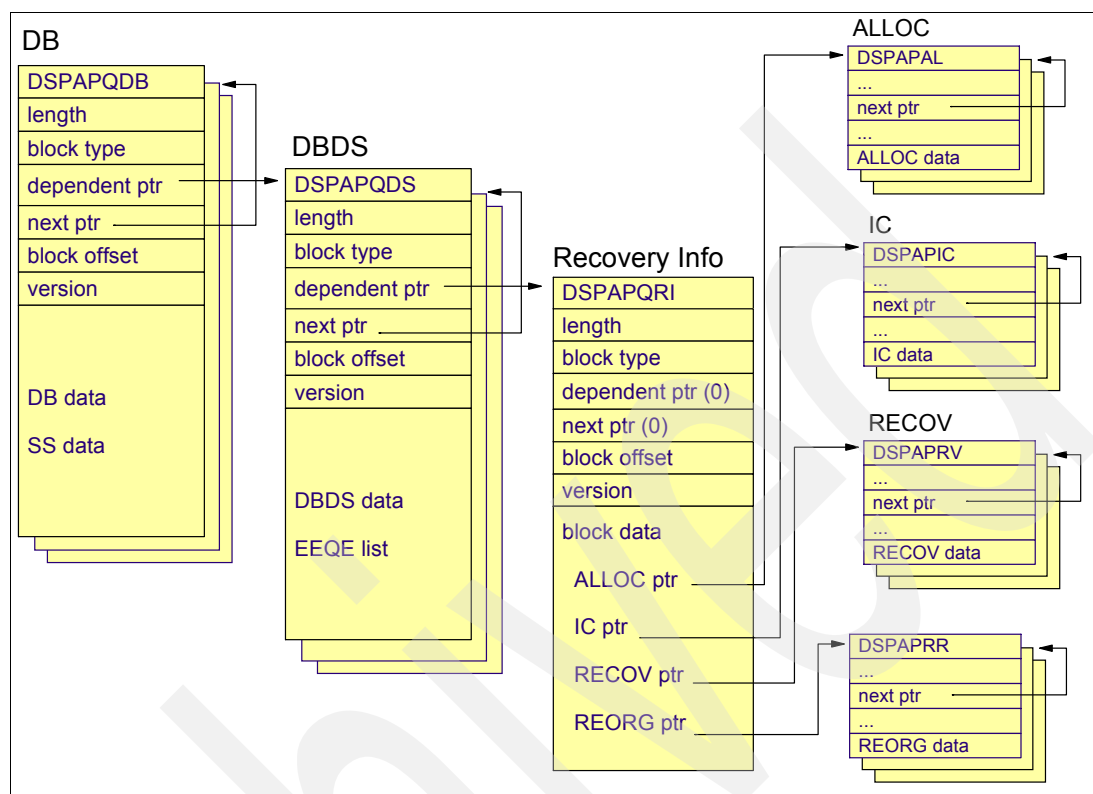 DB
DSPAPQDB
length
block type
dependent ptr
next ptr
block offset
version
DB data
SS data
DBDS
DSPAPQDS
length
block type
dependent ptr
next ptr
block offset
version
DBDS data
EEQE list
Recovery Info
DSPAPQRI
length
block type
dependent ptr (0)
next ptr (0)
block offset
version
block data
ALLOC ptr
IC ptr
RECOV ptr
REORG ptr
ALLOC
DSPAPAL
...
next ptr
...
ALLOC data
IC
DSPAPIC
...
next ptr
...
IC data
RECOV
DSPAPRV
...
next ptr
...
RECOV data
DSPAPRR
...
next ptr
...
REORG data